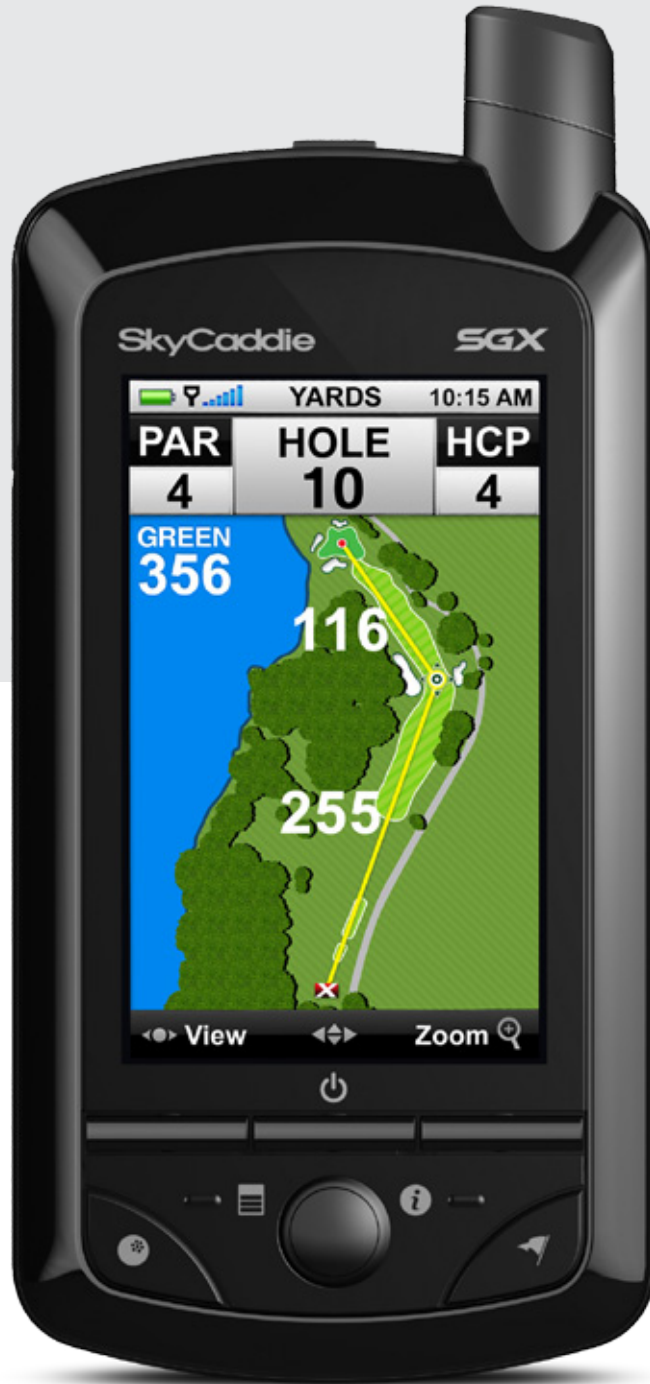 SkyCaddie SGX
YARDS 10:15 AM
PAR HOLE HCP
4 10 4
GREEN
356
116
255
View Zoom